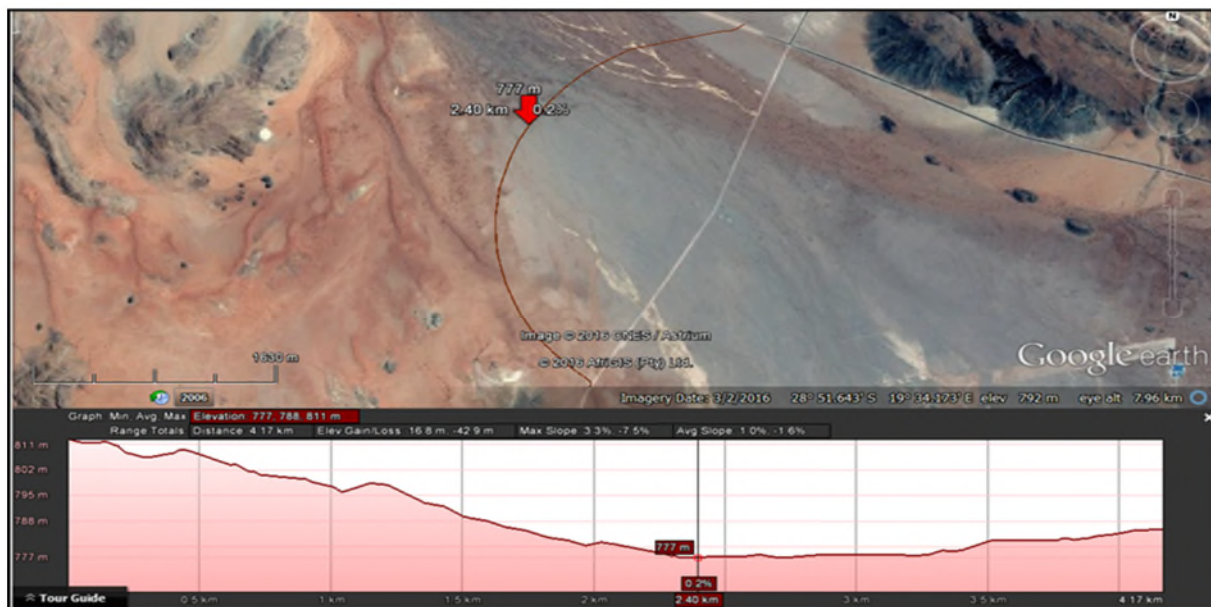 N
777 m
2.40 km 0.2%
Image © 2016 CNES / Astrium
© 2016 AfriGIS (Pty) Ltd.
1630 m
Google earth
2006
Imagery Date: 3/2/2016 28° 51.643' S 19° 34.173' E elev 792 m eye alt 7.96 km
Graph: Min, Avg, Max Elevation: 777, 788, 811 m
Range Totals: Distance: 4.17 km Elev Gain/Loss: 16.8 m, -42.9 m Max Slope: 3.3%, -7.5% Avg Slope: 1.0%, -1.6%
811 m
802 m
795 m
788 m
777 m
777 m
0.2%
Tour Guide
0.5 km 1 km 1.5 km 2 km 2.40 km 3 km 3.5 km 4.17 km